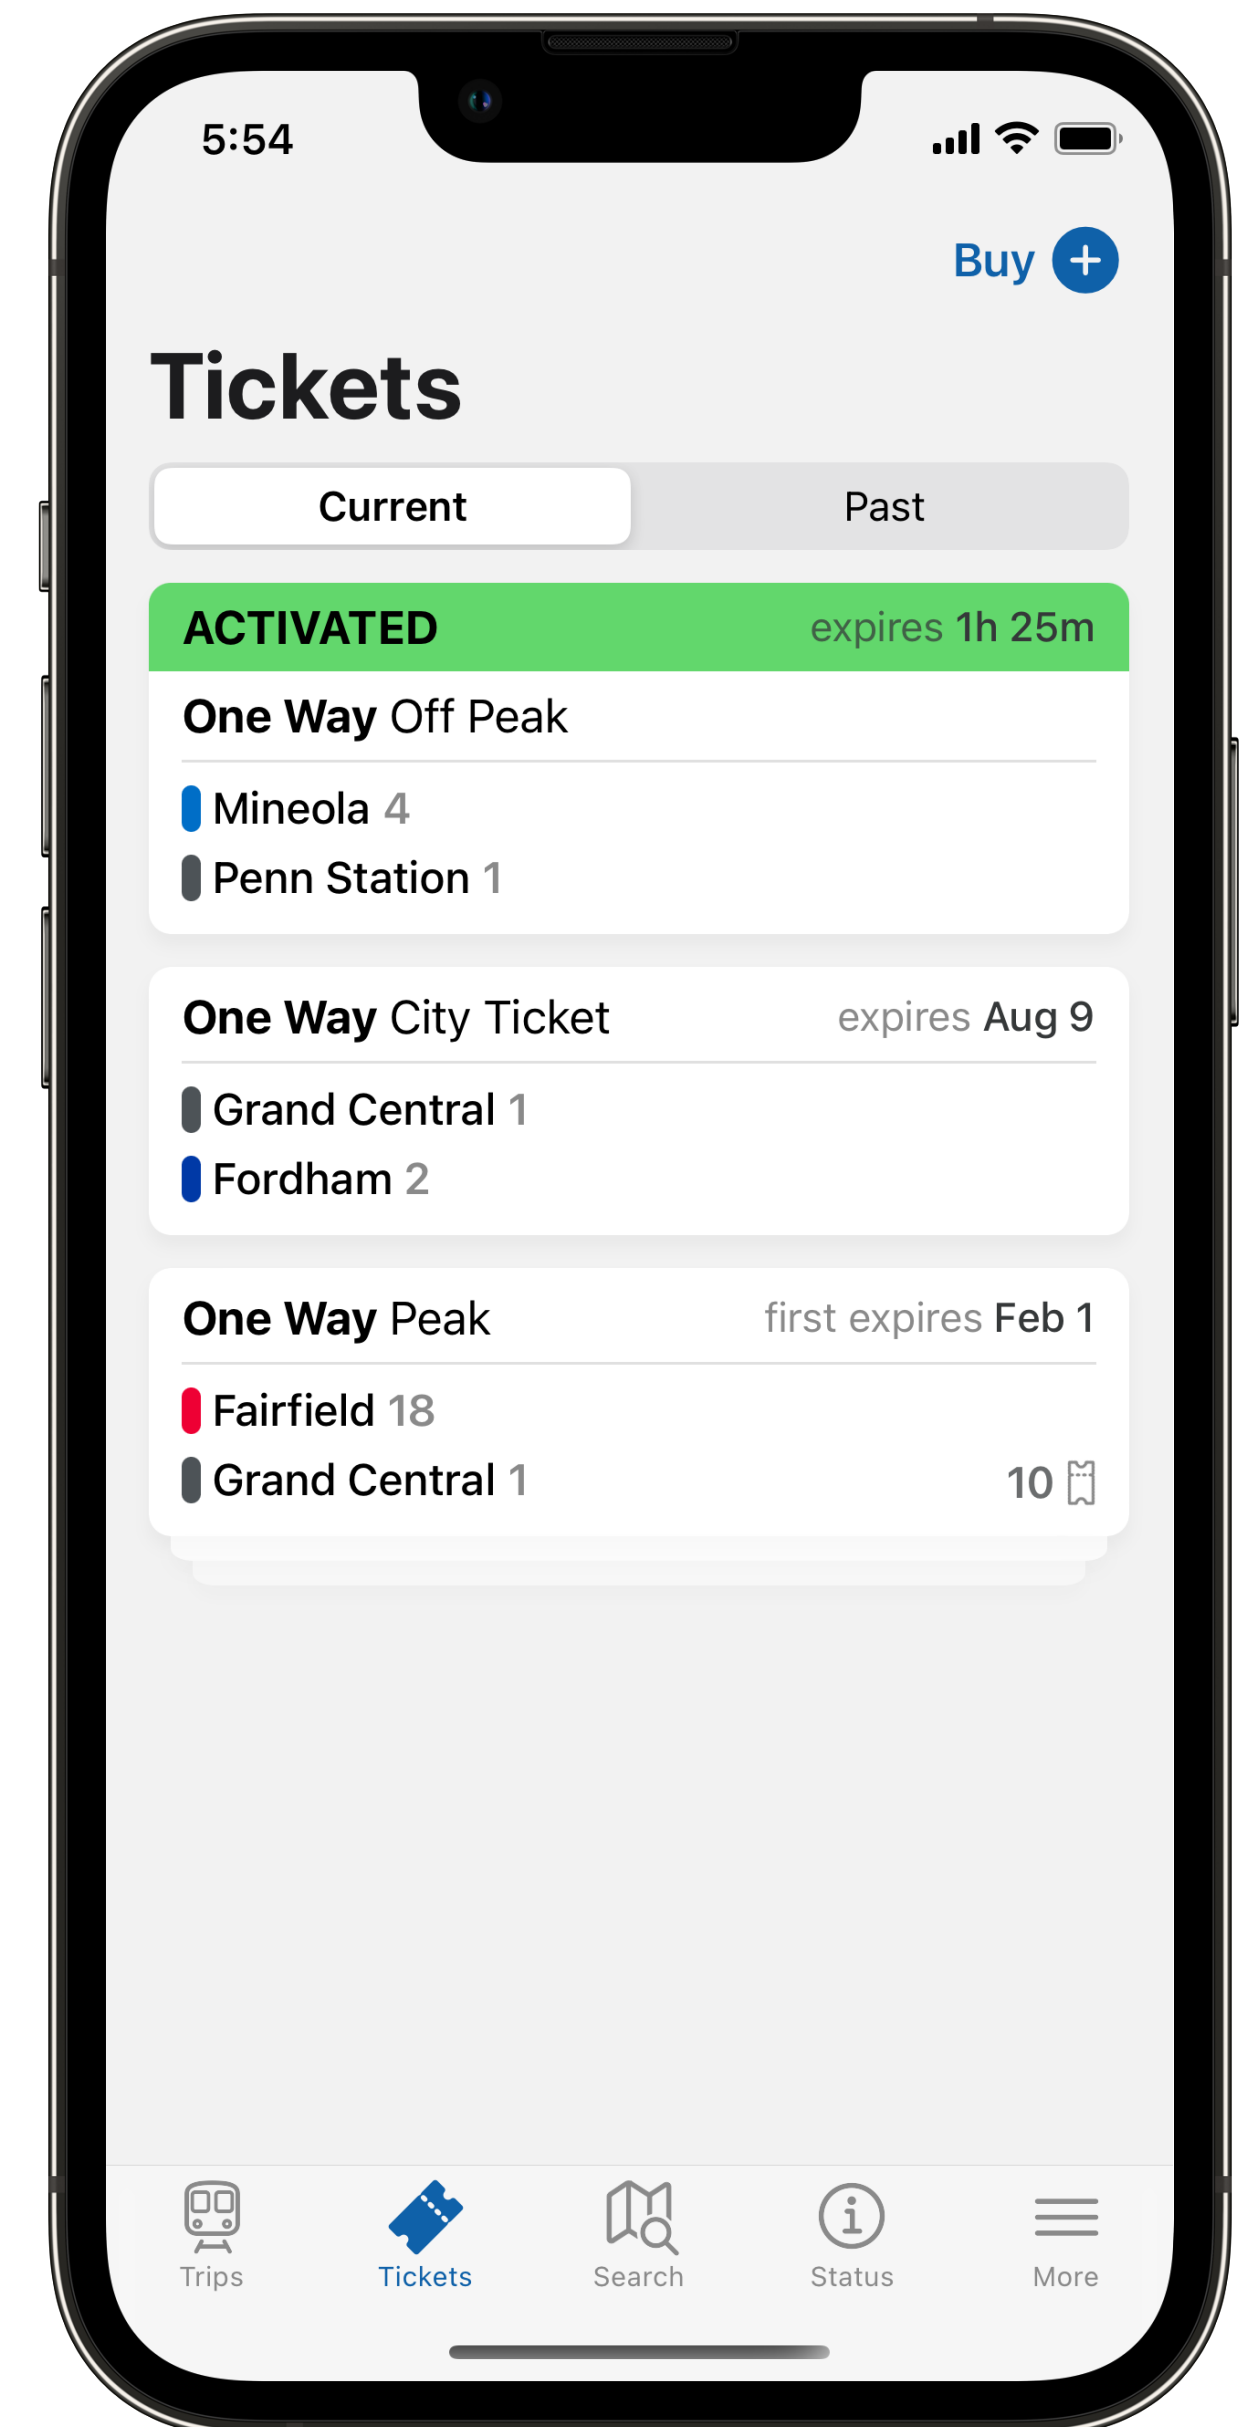 5:54
Buy
Tickets
Current Past
ACTIVATED expires 1h 25m
One Way Off Peak
Mineola 4
Penn Station 1
One Way City Ticket expires Aug 9
Grand Central 1
Fordham 2
One Way Peak first expires Feb 1
Fairfield 18
Grand Central 1 10
Trips Tickets Search Status More